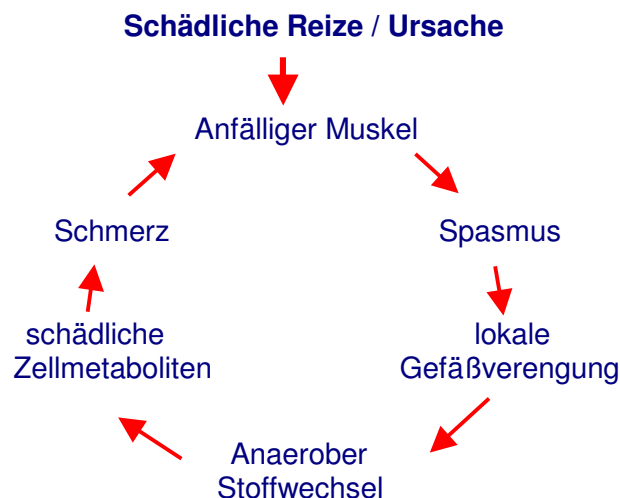 Schädliche Reize / Ursache
Anfälliger Muskel
Schmerz
Spasmus
schädliche
Zellmetaboliten
lokale
Gefäßverengung
Anaerober
Stoffwechsel